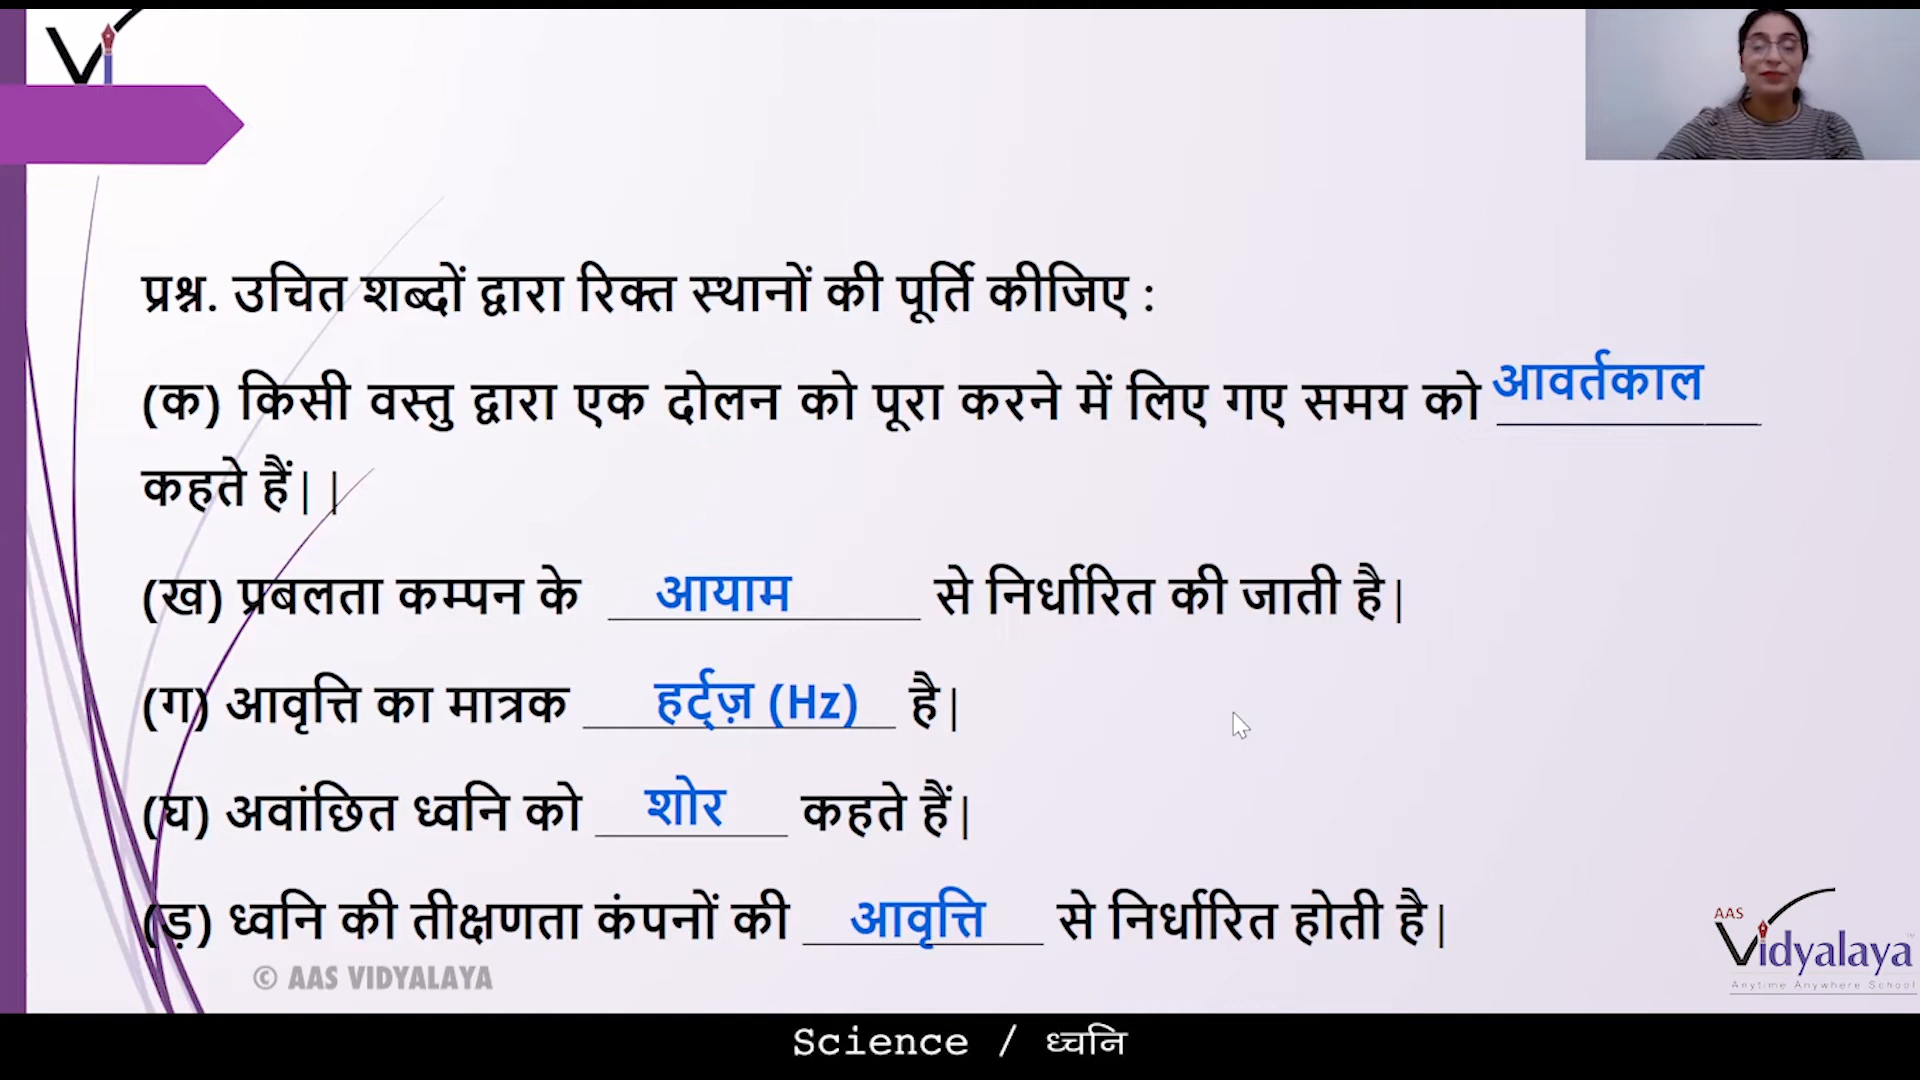 Vi
प्रश्न. उचित शब्दों द्वारा रिक्त स्थानों की पूर्ति कीजिए :
(क) किसी वस्तु द्वारा एक दोलन को पूरा करने में लिए गए समय को आवर्तकाल
कहते हैं| |
(ख) प्रबलता कम्पन के आयाम से निर्धारित की जाती है|
(ग) आवृत्ति का मात्रक हर्ट्ज़ (Hz) है|
(घ) अवांछित ध्वनि को शोर कहते हैं|
(ड़) ध्वनि की तीक्षणता कंपनों की आवृत्ति से निर्धारित होती है|
© AAS VIDYALAYA
AAS
Vidyalaya
Anytime Anywhere School
Science / ध्वनि